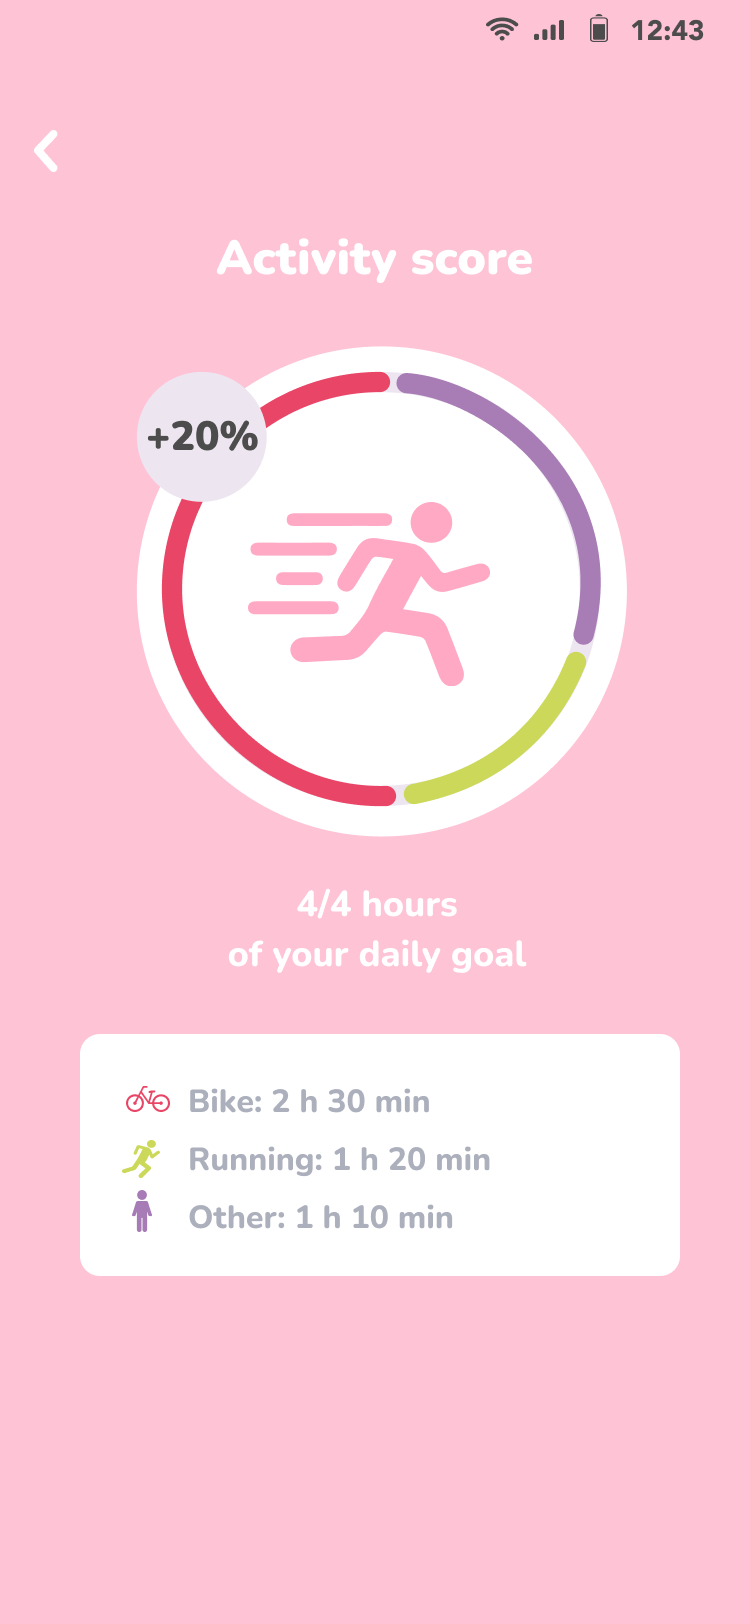 12:43
Activity score
+20%
4/4 hours
of your daily goal
Bike: 2 h 30 min
Running: 1 h 20 min
Other: 1 h 10 min